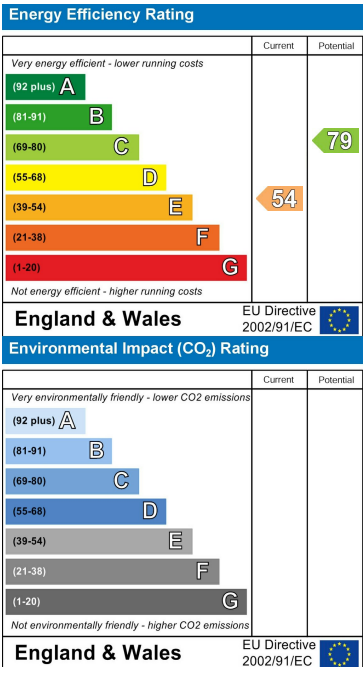 Energy Efficiency Rating
Current Potential
Very energy efficient - lower running costs
(92 plus) A
(81-91) B
(69-80) C
79
(55-68) D
(39-54) E
54
(21-38) F
(1-20) G
Not energy efficient - higher running costs
England & Wales
EU Directive
2002/91/EC
Environmental Impact (CO₂) Rating
Current Potential
Very environmentally friendly - lower CO2 emissions
(92 plus) A
(81-91) B
(69-80) C
(55-68) D
(39-54) E
(21-38) F
(1-20) G
Not environmentally friendly - higher CO2 emissions
England & Wales
EU Directive
2002/91/EC